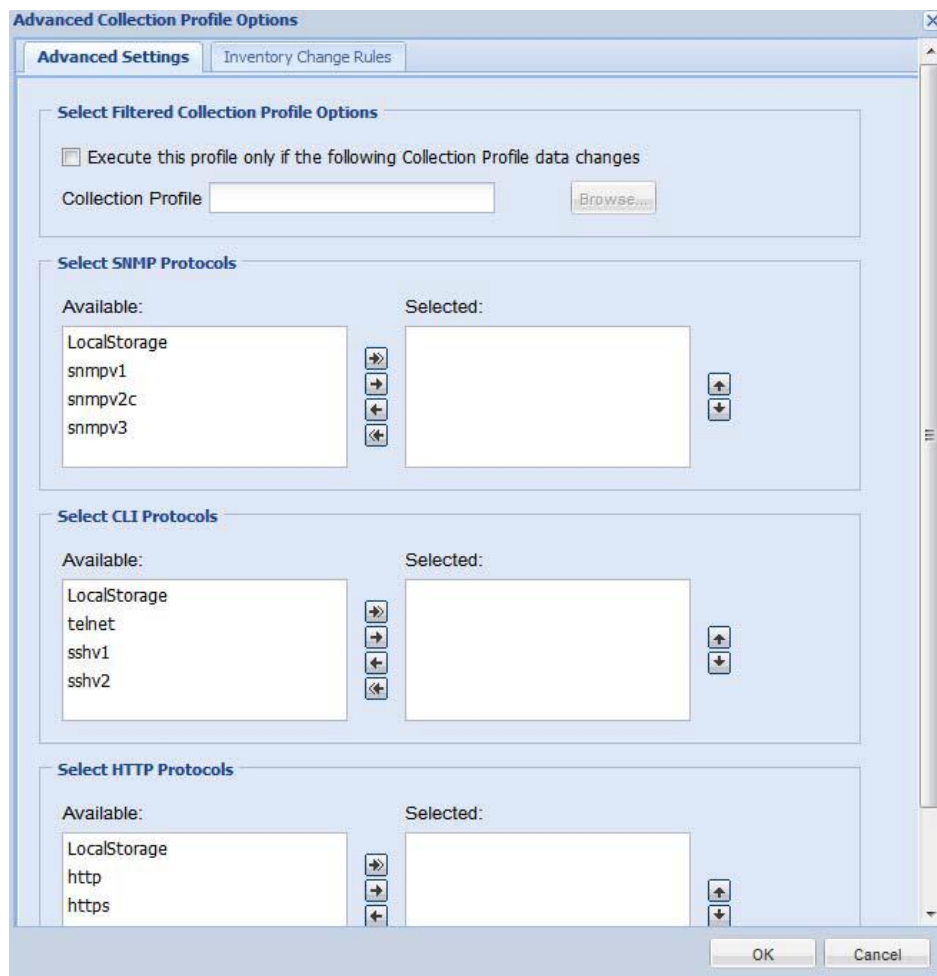 Advanced Collection Profile Options
Advanced Settings
Inventory Change Rules
Select Filtered Collection Profile Options
Execute this profile only if the following Collection Profile data changes
Collection Profile
Browse...
Select SNMP Protocols
Available:
Selected:
LocalStorage
snmpv1
snmpv2c
snmpv3
Select CLI Protocols
Available:
Selected:
LocalStorage
telnet
sshv1
sshv2
Select HTTP Protocols
Available:
Selected:
LocalStorage
http
https
OK
Cancel